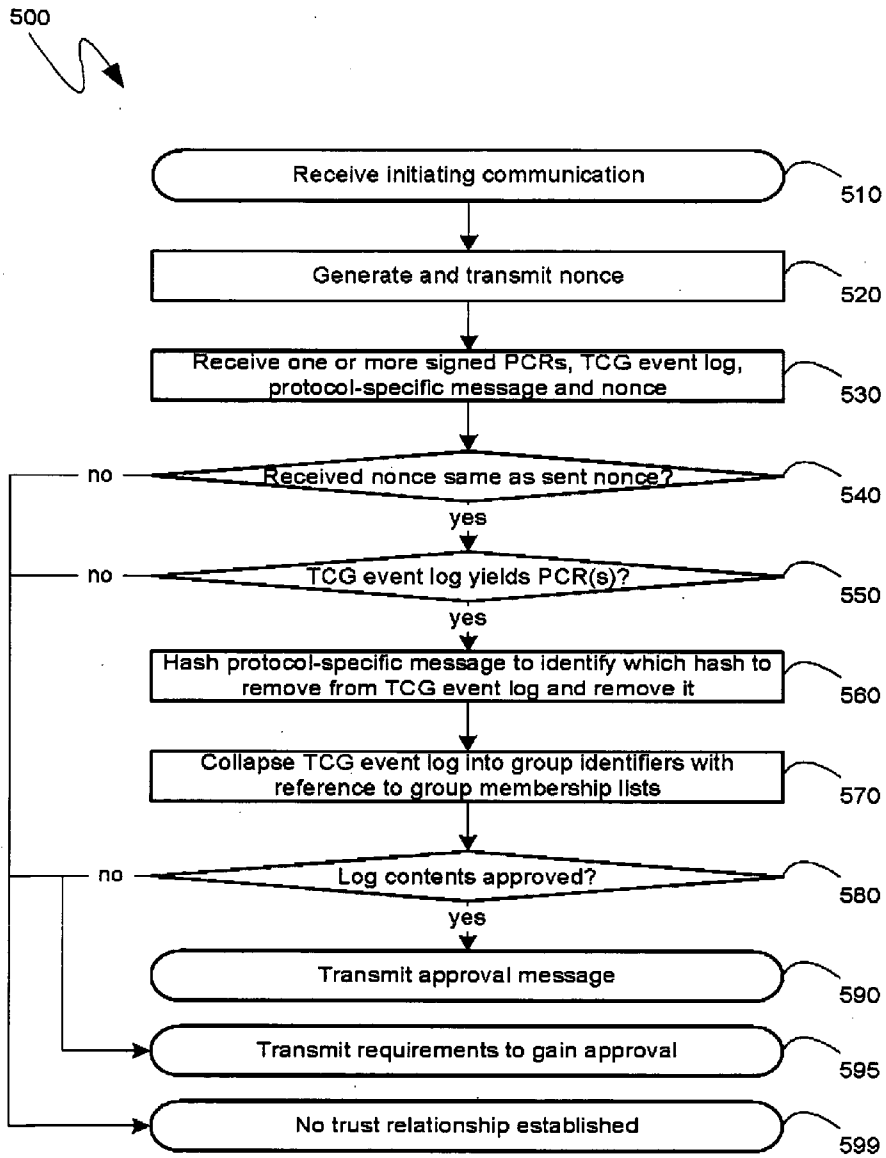 500
Receive initiating communication
510
Generate and transmit nonce
520
Receive one or more signed PCRs, TCG event log,
protocol-specific message and nonce
530
no
Received nonce same as sent nonce?
540
yes
no
TCG event log yields PCR(s)?
550
yes
Hash protocol-specific message to identify which hash to
remove from TCG event log and remove it
560
Collapse TCG event log into group identifiers with
reference to group membership lists
570
no
Log contents approved?
580
yes
Transmit approval message
590
Transmit requirements to gain approval
595
No trust relationship established
599